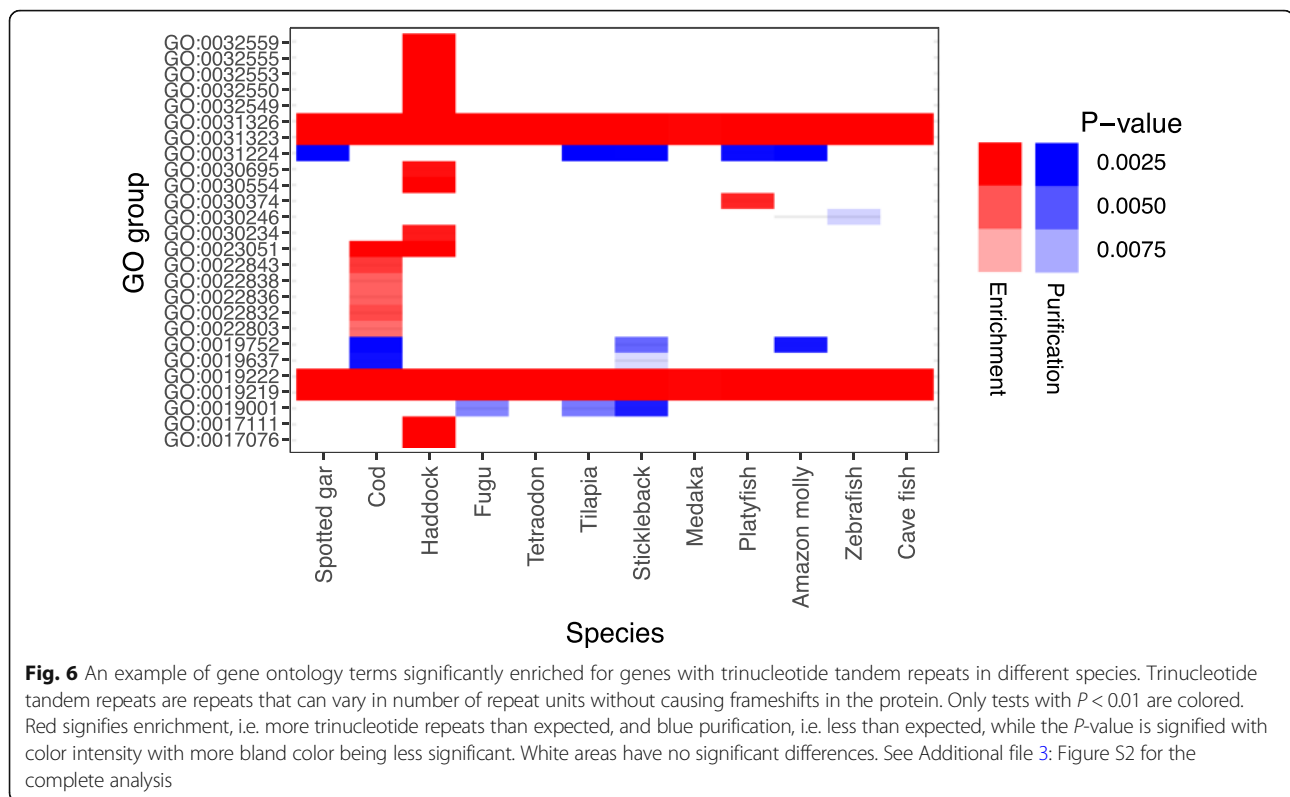 GO:0032559
GO:0032555
GO:0032553
GO:0032550
GO:0032549
GO:0031326
GO:0031323
GO:0031224
GO:0030695
GO:0030554
GO:0030374
GO:0030246
GO:0030234
GO:0023051
GO:0022843
GO:0022838
GO:0022836
GO:0022832
GO:0022803
GO:0019752
GO:0019637
GO:0019222
GO:0019219
GO:0019001
GO:0017111
GO:0017076
GO group
Spotted gar
Cod
Haddock
Fugu
Tetraodon
Tilapia
Stickleback
Medaka
Platyfish
Amazon molly
Zebrafish
Cave fish
Species
P−value
0.0025
0.0050
0.0075
Enrichment
Purification
Fig. 6 An example of gene ontology terms significantly enriched for genes with trinucleotide tandem repeats in different species. Trinucleotide
tandem repeats are repeats that can vary in number of repeat units without causing frameshifts in the protein. Only tests with P < 0.01 are colored.
Red signifies enrichment, i.e. more trinucleotide repeats than expected, and blue purification, i.e. less than expected, while the P-value is signified with
color intensity with more bland color being less significant. White areas have no significant differences. See Additional file 3: Figure S2 for the
complete analysis